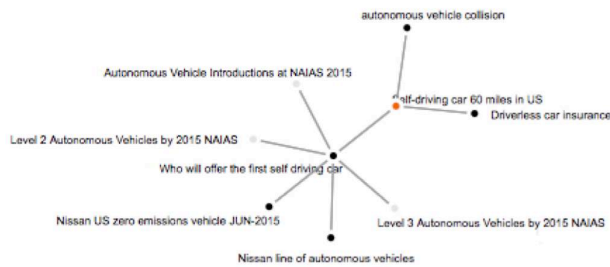 autonomous vehicle collision
Autonomous Vehicle Introductions at NAIAS 2015
Self-driving car 60 miles in US
Driverless car insurance
Level 2 Autonomous Vehicles by 2015 NAIAS
Who will offer the first self driving car
Nissan US zero emissions vehicle JUN-2015
Level 3 Autonomous Vehicles by 2015 NAIAS
Nissan line of autonomous vehicles